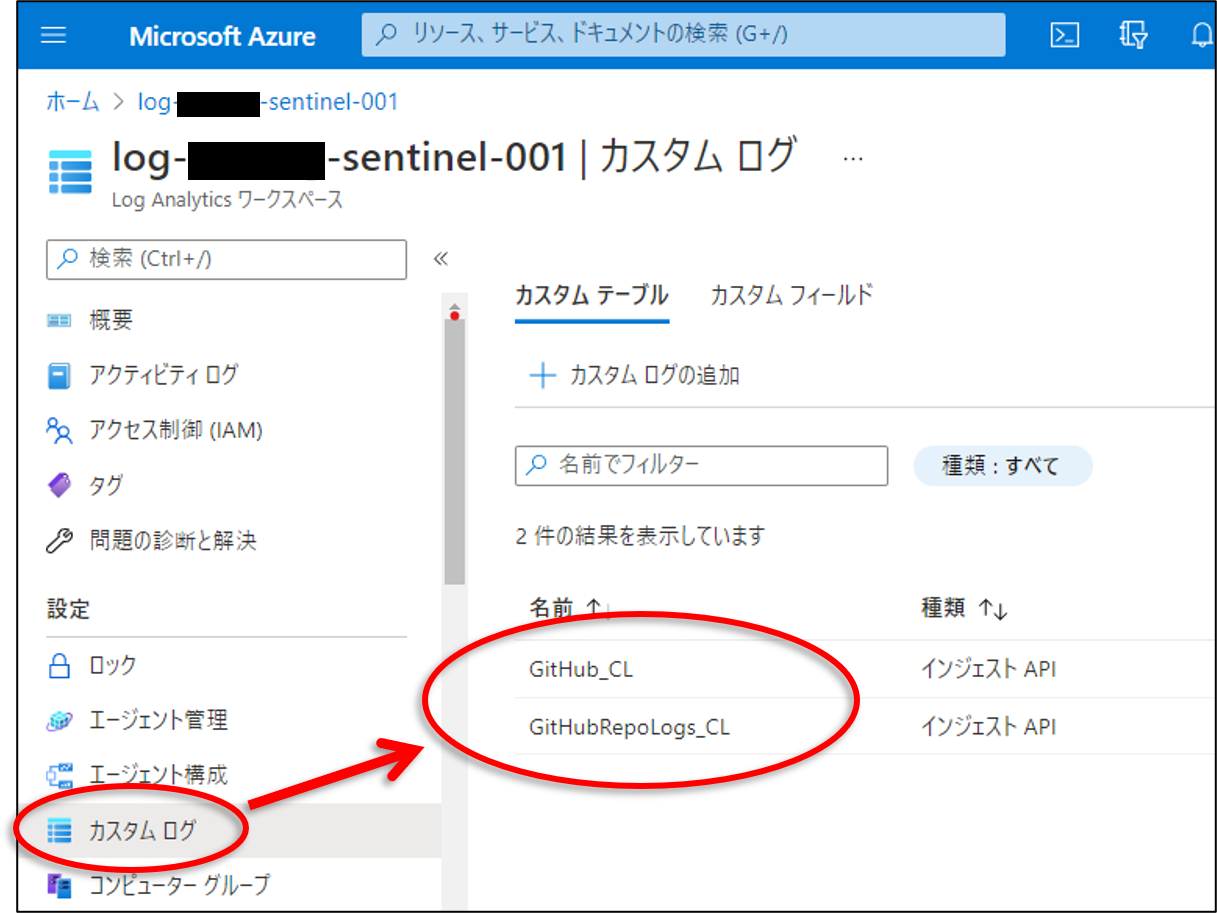 Microsoft Azure
リソース、サービス、ドキュメントの検索 (G+/)
ホーム > log- -sentinel-001
log- -sentinel-001 | カスタム ログ ...
Log Analytics ワークスペース
検索 (Ctrl+/)
«
概要
アクティビティ ログ
アクセス制御 (IAM)
タグ
問題の診断と解決
設定
ロック
エージェント管理
エージェント構成
カスタム ログ
コンピューター グループ
カスタム テーブル カスタム フィールド
カスタム ログの追加
名前でフィルター 種類 : すべて
2 件の結果を表示しています
名前 ↑↓ 種類 ↑↓
GitHub_CL インジェスト API
GitHubRepoLogs_CL インジェスト API